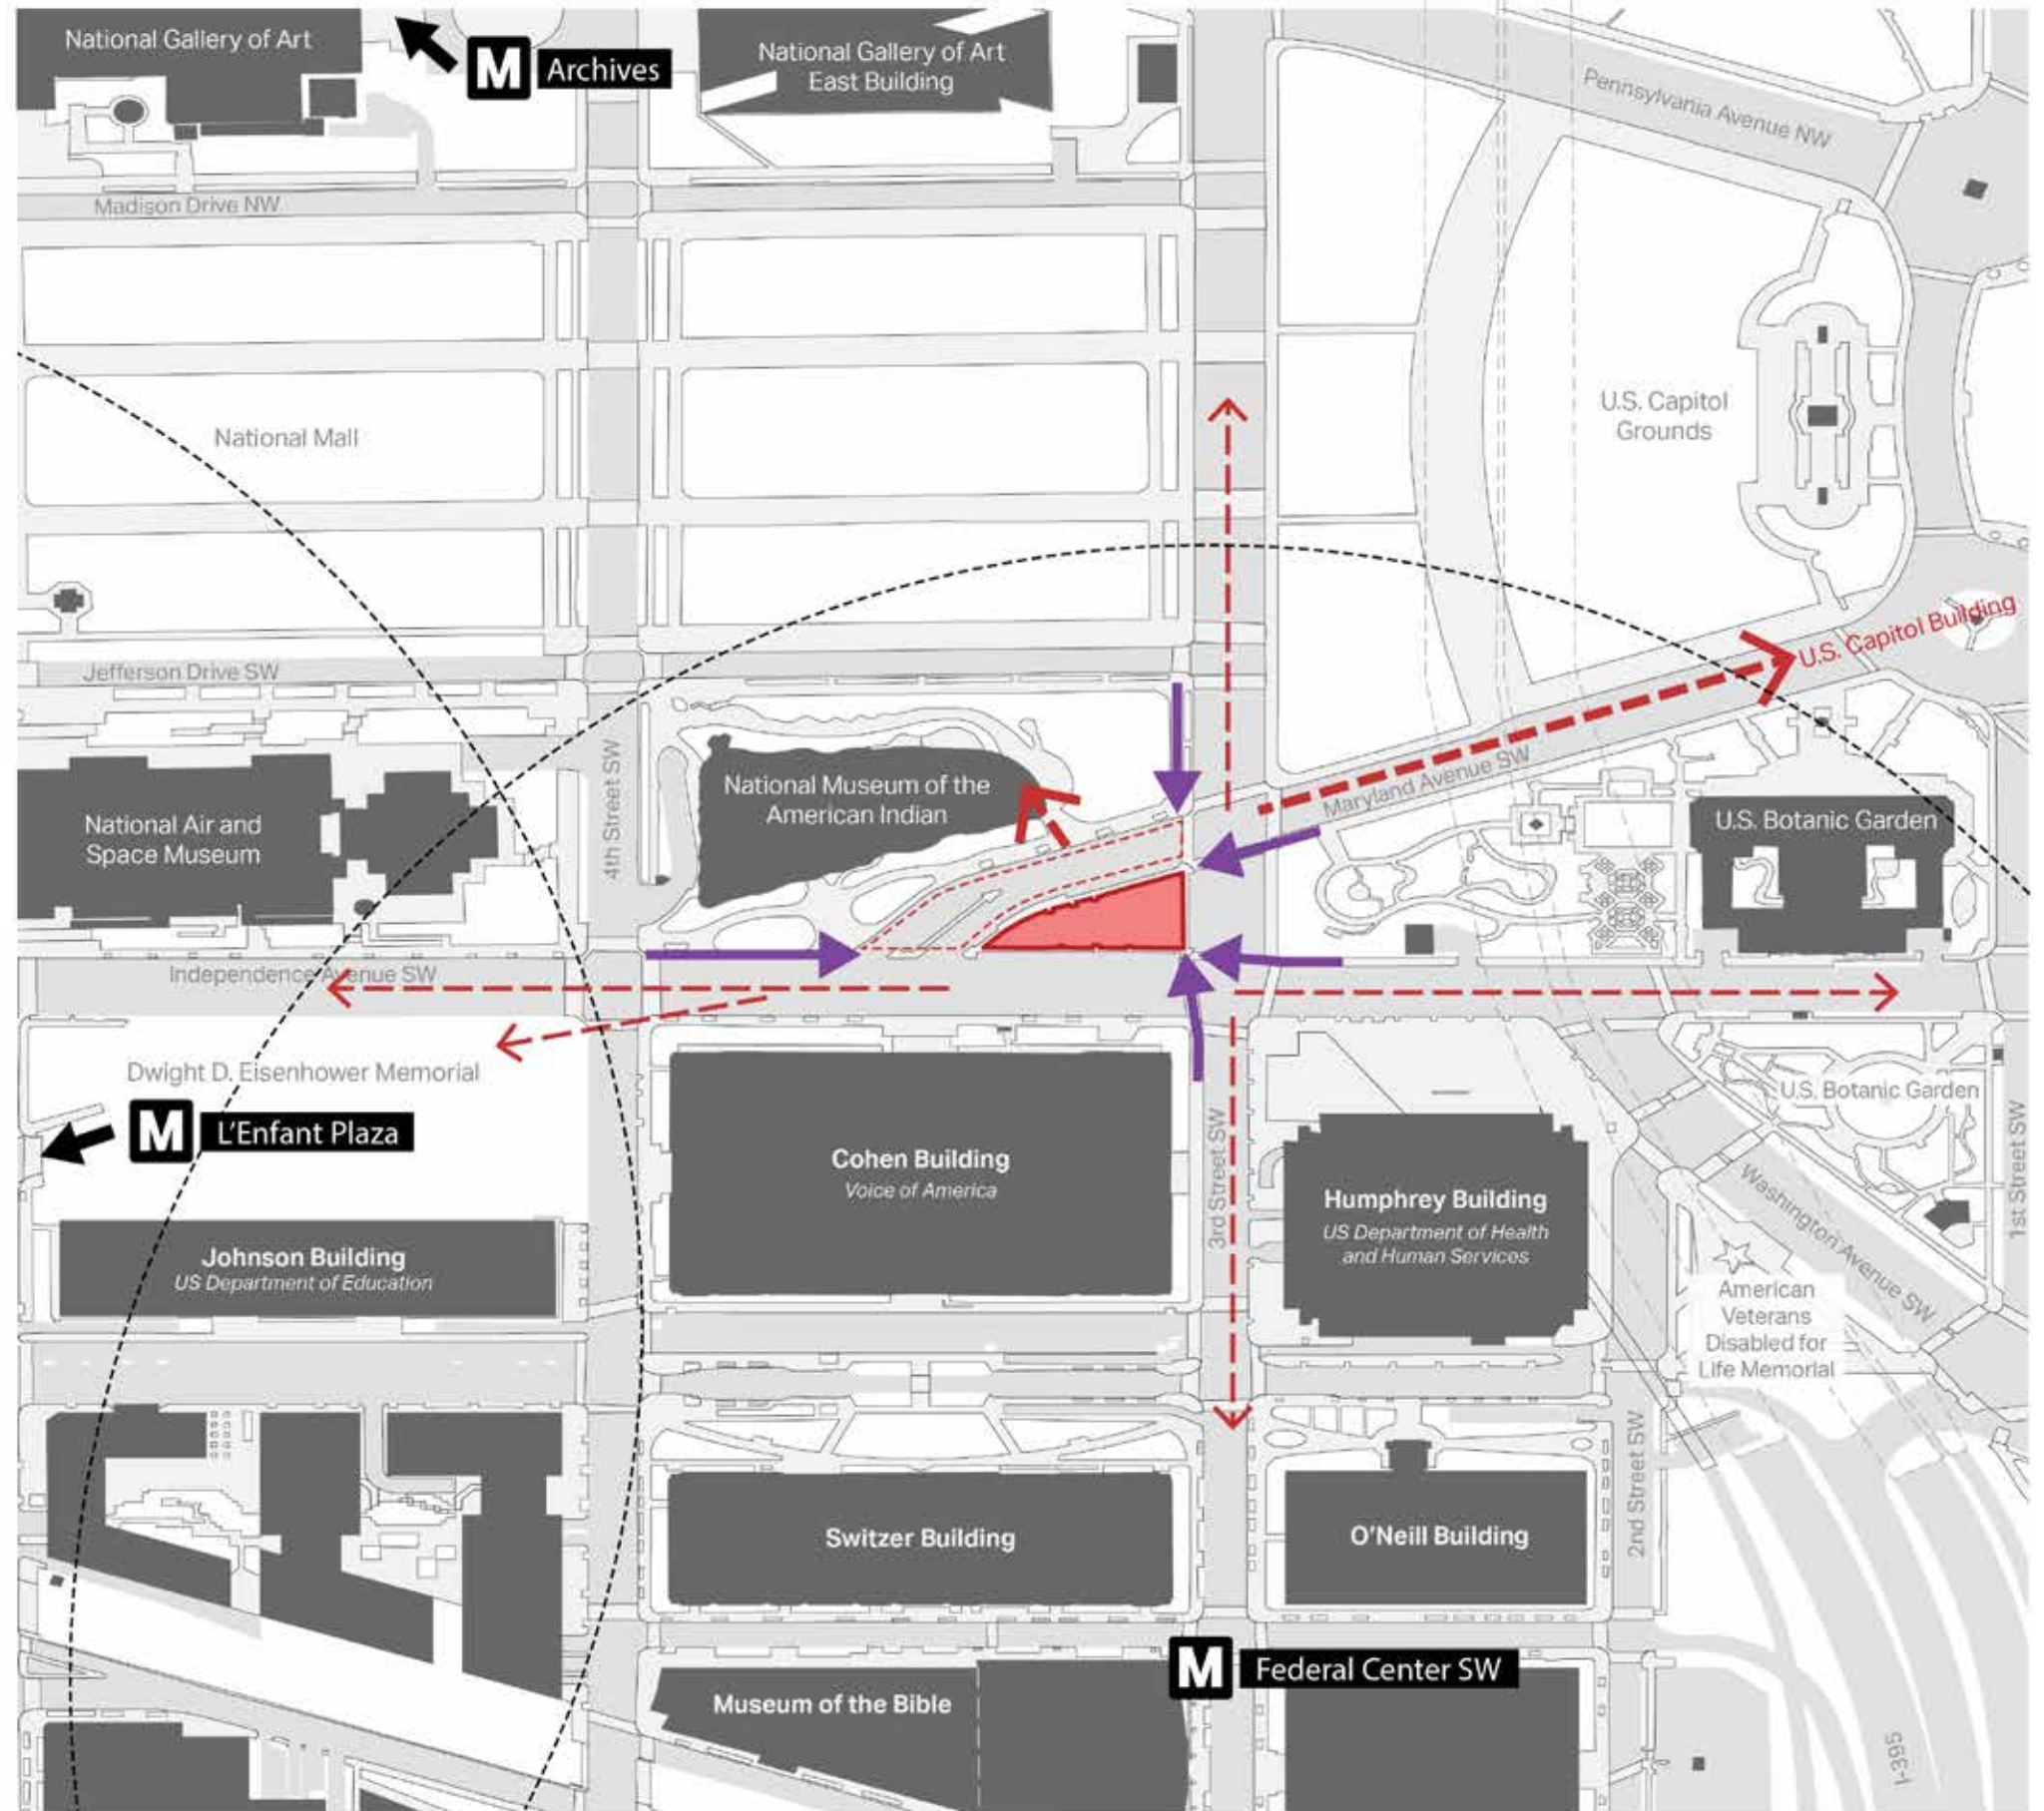 National Gallery of Art
M Archives
National Gallery of Art
East Building
Pennsylvania Avenue NW
Madison Drive NW
National Mall
U.S. Capitol
Grounds
U.S. Capitol Building
Jefferson Drive SW
4th Street SW
National Museum of the
American Indian
Maryland Avenue SW
National Air and
Space Museum
U.S. Botanic Garden
Independence Avenue SW
Dwight D. Eisenhower Memorial
M L'Enfant Plaza
Cohen Building
Voice of America
3rd Street SW
Humphrey Building
US Department of Health
and Human Services
U.S. Botanic Garden
1st Street SW
Washington Avenue SW
Johnson Building
US Department of Education
American
Veterans
Disabled for
Life Memorial
Switzer Building
O'Neill Building
2nd Street SW
M Federal Center SW
Museum of the Bible
I-395